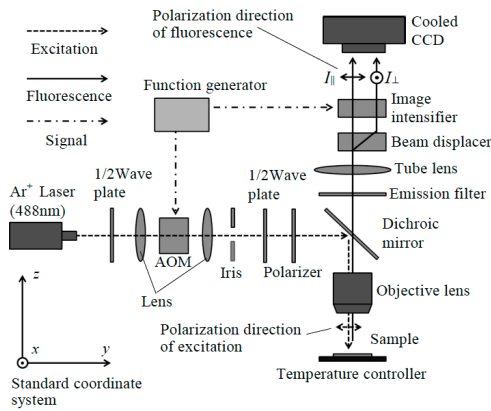 Excitation
Fluorescence
Signal
Polarization direction
of fluorescence
Cooled
CCD
I∥
I⊥
Function generator
Image
intensifier
Beam displacer
Tube lens
Emission filter
Dichroic
mirror
Ar+ Laser
(488nm)
1/2Wave
plate
AOM
Lens
Iris
1/2Wave
plate
Polarizer
Objective lens
Polarization direction
of excitation
Sample
Temperature controller
z
x
y
Standard coordinate
system